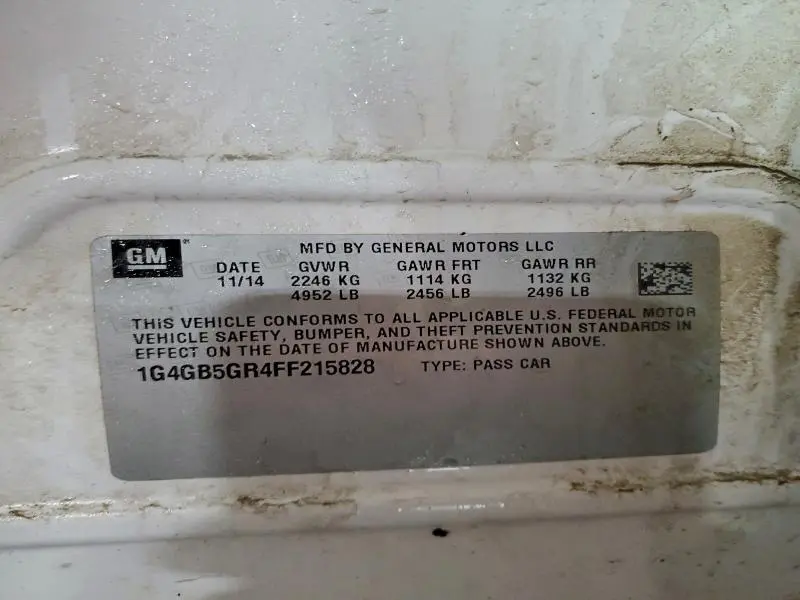 GM
MFD BY GENERAL MOTORS LLC
DATE GVWR GAWR FRT GAWR RR
11/14 2246 KG 1114 KG 1132 KG
4952 LB 2456 LB 2496 LB
THIS VEHICLE CONFORMS TO ALL APPLICABLE U.S. FEDERAL MOTOR
VEHICLE SAFETY, BUMPER, AND THEFT PREVENTION STANDARDS IN
EFFECT ON THE DATE OF MANUFACTURE SHOWN ABOVE.
1G4GB5GR4FF215828 TYPE: PASS CAR